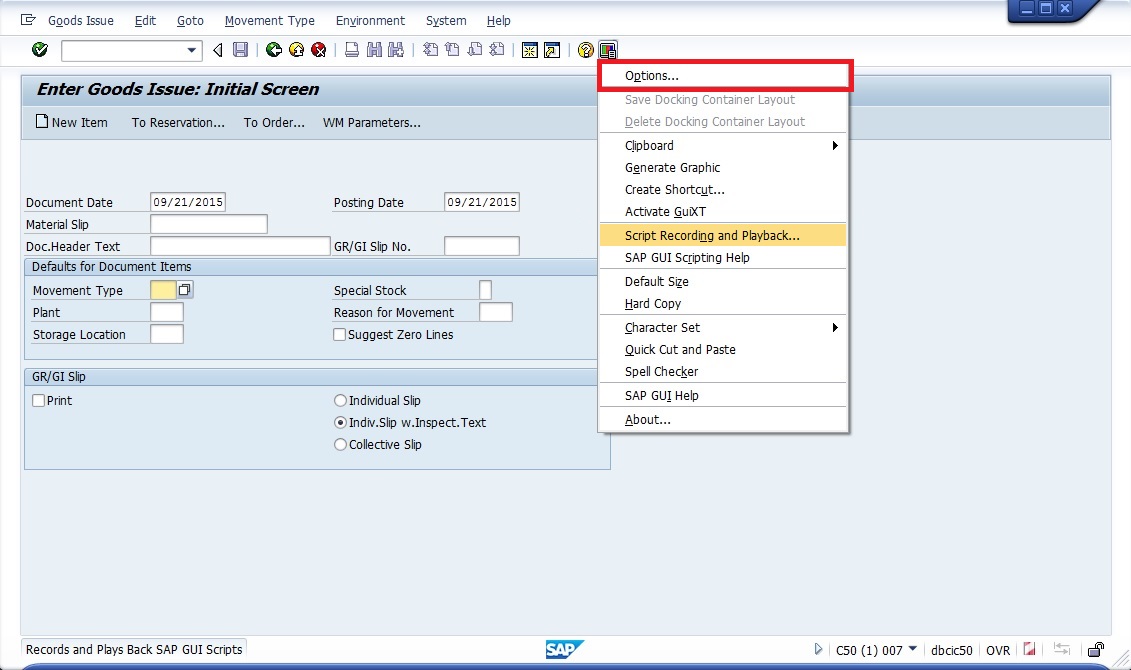 Goods Issue Edit Goto Movement Type Environment System Help
Enter Goods Issue: Initial Screen
New Item To Reservation... To Order... WM Parameters...
Document Date 09/21/2015 Posting Date 09/21/2015
Material Slip
Doc.Header Text GR/GI Slip No.
Defaults for Document Items
Movement Type Special Stock
Plant Reason for Movement
Storage Location Suggest Zero Lines
GR/GI Slip
Print Individual Slip
Indiv.Slip w.Inspect.Text
Collective Slip
Options...
Save Docking Container Layout
Delete Docking Container Layout
Clipboard
Generate Graphic
Create Shortcut...
Activate GuiXT
Script Recording and Playback...
SAP GUI Scripting Help
Default Size
Hard Copy
Character Set
Quick Cut and Paste
Spell Checker
SAP GUI Help
About...
Records and Plays Back SAP GUI Scripts SAP C50 (1) 007 dbcic50 OVR